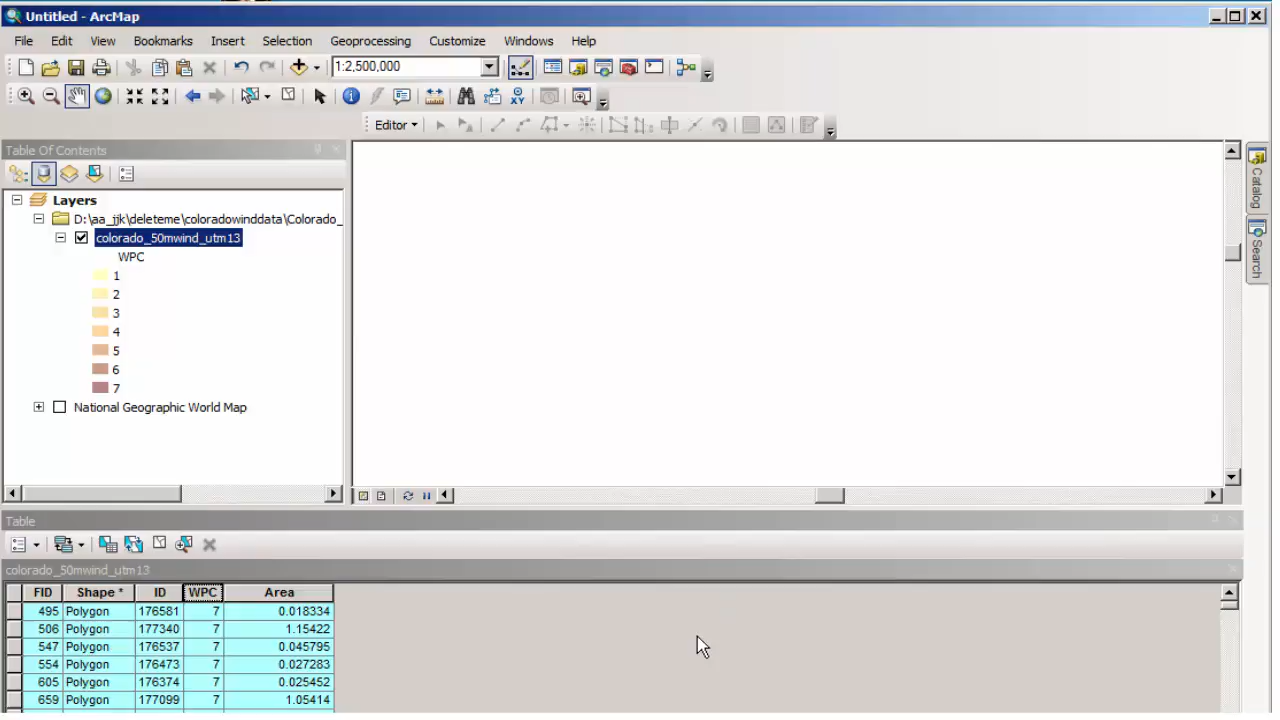 Untitled - ArcMap
File Edit View Bookmarks Insert Selection Geoprocessing Customize Windows Help
1:2,500,000
Editor
Table Of Contents
Layers
D:\aa_jjk\deleteme\coloradowinddata\Colorado_
colorado_50mwind_utm13
WPC
1
2
3
4
5
6
7
National Geographic World Map
Catalog
Search
Table
colorado_50mwind_utm13
FID Shape * ID WPC Area
495 Polygon 176581 7 0.018334
506 Polygon 177340 7 1.15422
547 Polygon 176537 7 0.045795
554 Polygon 176473 7 0.027283
605 Polygon 176374 7 0.025452
659 Polygon 177099 7 1.05414